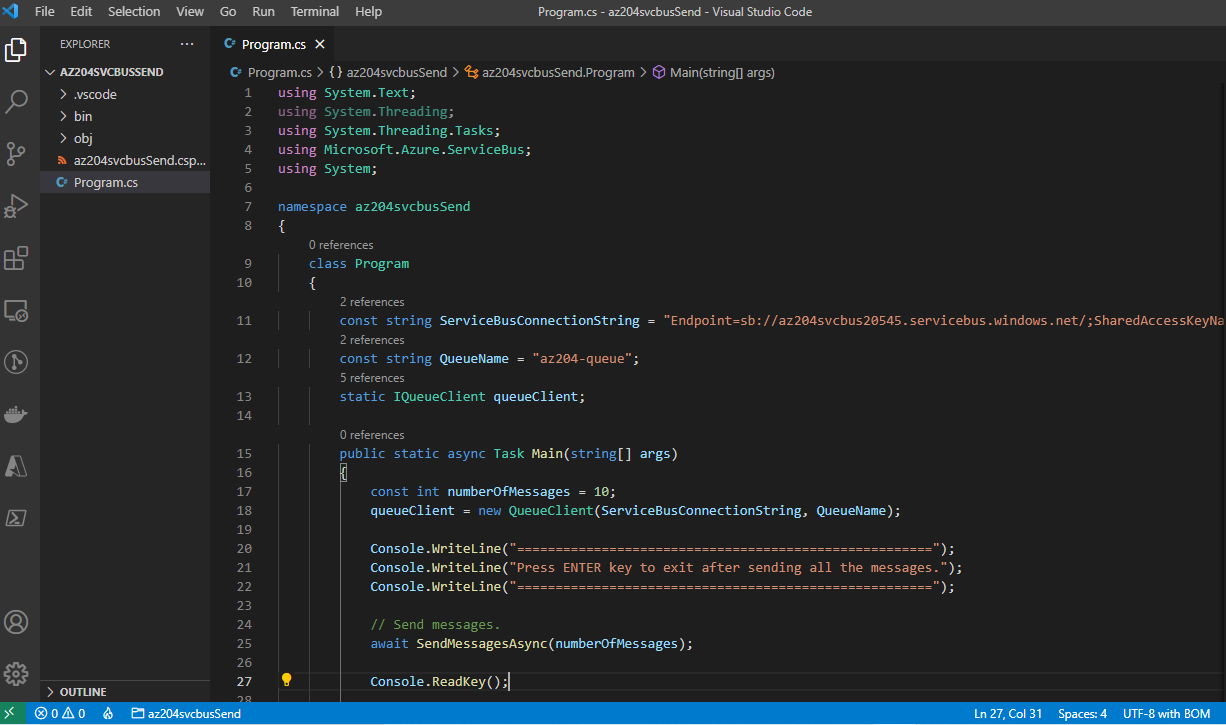 File Edit Selection View Go Run Terminal Help
Program.cs - az204svcbusSend - Visual Studio Code
EXPLORER ···
AZ204SVCBUSSEND
.vscode
bin
obj
az204svcbusSend.csp...
Program.cs
OUTLINE
Program.cs
Program.cs > {} az204svcbusSend > az204svcbusSend.Program > Main(string[] args)
1 using System.Text;
2 using System.Threading;
3 using System.Threading.Tasks;
4 using Microsoft.Azure.ServiceBus;
5 using System;
6
7 namespace az204svcbusSend
8 {
0 references
9 class Program
10 {
2 references
11 const string ServiceBusConnectionString = "Endpoint=sb://az204svcbus20545.servicebus.windows.net/;SharedAccessKeyNa
2 references
12 const string QueueName = "az204-queue";
5 references
13 static IQueueClient queueClient;
14
0 references
15 public static async Task Main(string[] args)
16 {
17 const int numberOfMessages = 10;
18 queueClient = new QueueClient(ServiceBusConnectionString, QueueName);
19
20 Console.WriteLine("======================================================");
21 Console.WriteLine("Press ENTER key to exit after sending all the messages.");
22 Console.WriteLine("======================================================");
23
24 // Send messages.
25 await SendMessagesAsync(numberOfMessages);
26
27 Console.ReadKey();
28
0 0 az204svcbusSend
Ln 27, Col 31 Spaces: 4 UTF-8 with BOM